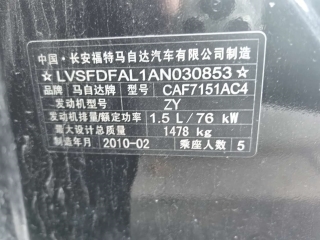 中国·长安福特马自达汽车有限公司制造
☆LVSFDFAL1AN030853☆
品牌 马自达牌 型号 CAF7151AC4
发动机型号 ZY
发动机排量/额定功率 1.5 L/76 kW
最大设计总质量 1478 kg
制造年月 2010-02 乘座人数 5